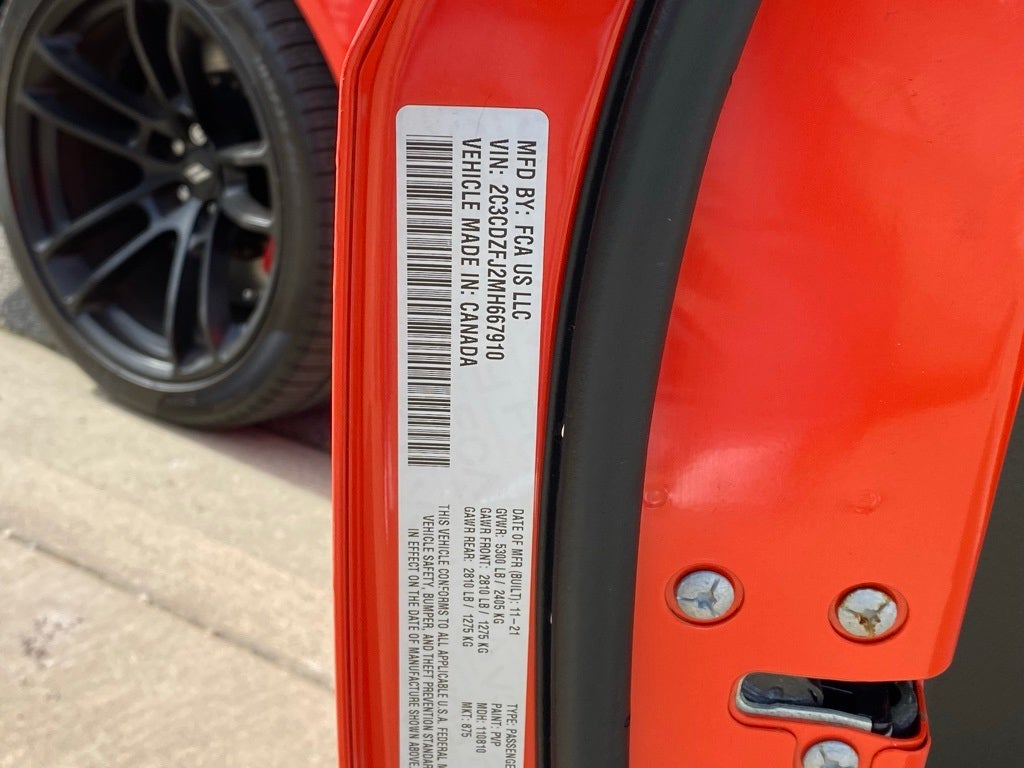 MFD BY: FCA US LLC
VIN: 2C3CDZFJ2MH667910
VEHICLE MADE IN: CANADA
DATE OF MFR (BUILT): 11-21
GVWR: 5300 LB / 2405 KG
GAWR FRONT: 2810 LB / 1275 KG
GAWR REAR: 2810 LB / 1275 KG
THIS VEHICLE CONFORMS TO ALL APPLICABLE U.S.A. FEDERAL
VEHICLE SAFETY, BUMPER, AND THEFT PREVENTION
IN EFFECT ON THE DATE OF MANUFACTURE SHOWN ABOVE.
TYPE: PASSENGE
PAINT: PVP
MDH: 110810
MKT: 875